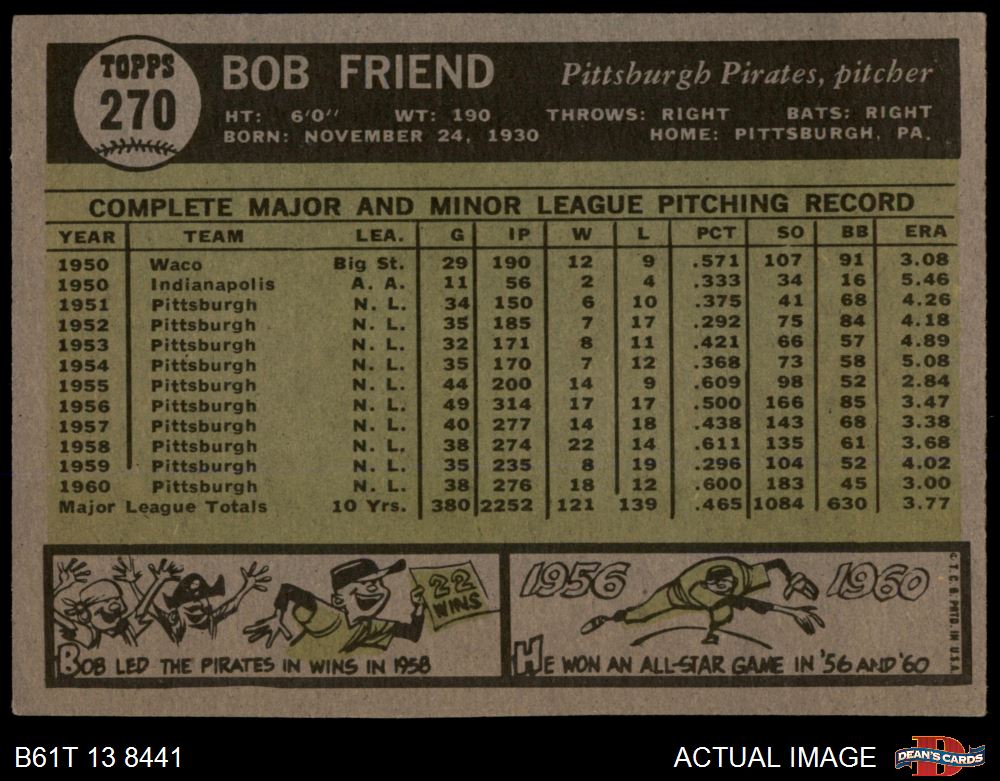 TOPPS
270
BOB FRIEND
Pittsburgh Pirates, pitcher
HT: 6'0" WT: 190 THROWS: RIGHT BATS: RIGHT
BORN: NOVEMBER 24, 1930 HOME: PITTSBURGH, PA.
COMPLETE MAJOR AND MINOR LEAGUE PITCHING RECORD
YEAR TEAM LEA. G IP W L PCT SO BB ERA
1950 Waco Big St. 29 190 12 9 .571 107 91 3.08
1950 Indianapolis A. A. 11 56 2 4 .333 34 16 5.46
1951 Pittsburgh N. L. 34 150 6 10 .375 41 68 4.26
1952 Pittsburgh N. L. 35 185 7 17 .292 75 84 4.18
1953 Pittsburgh N. L. 32 171 8 11 .421 66 57 4.89
1954 Pittsburgh N. L. 35 170 7 12 .368 73 58 5.08
1955 Pittsburgh N. L. 44 200 14 9 .609 98 52 2.84
1956 Pittsburgh N. L. 49 314 17 17 .500 166 85 3.47
1957 Pittsburgh N. L. 40 277 14 18 .438 143 68 3.38
1958 Pittsburgh N. L. 38 274 22 14 .611 135 61 3.68
1959 Pittsburgh N. L. 35 235 8 19 .296 104 52 4.02
1960 Pittsburgh N. L. 38 276 18 12 .600 183 45 3.00
Major League Totals 10 Yrs. 380 2252 121 139 .465 1084 630 3.77
22
WINS
BOB LED THE PIRATES IN WINS IN 1958
1956 1960
HE WON AN ALL-STAR GAME IN '56 AND '60
© T. C. G. PRTD. IN U.S.A.
B61T 13 8441
ACTUAL IMAGE
D
DEAN'S CARDS